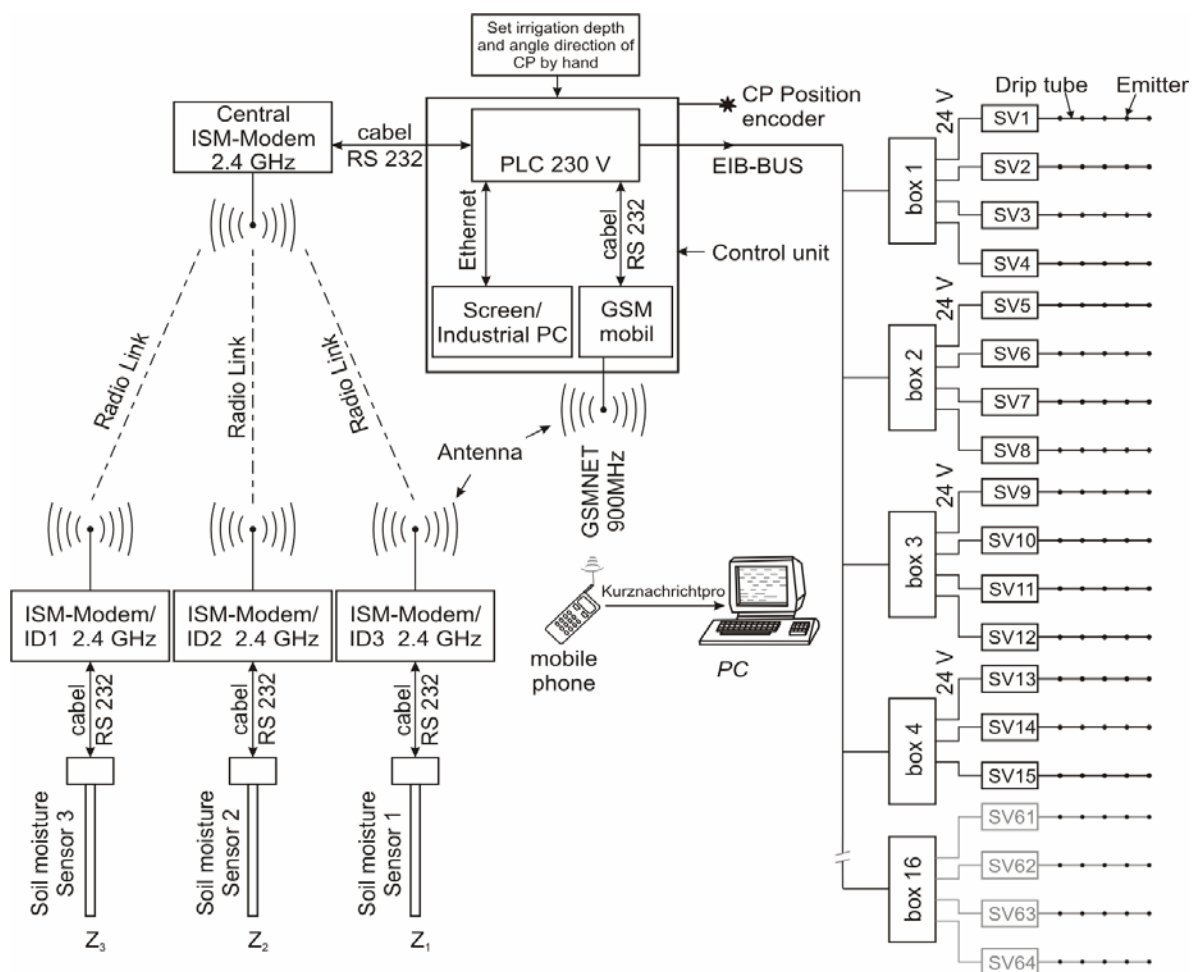 Set irrigation depth
and angle direction of
CP by hand
Central
ISM-Modem
2.4 GHz
cabel
RS 232
PLC 230 V
CP Position
encoder
EIB-BUS
Ethernet
cabel
RS 232
Control unit
Screen/
Industrial PC
GSM
mobil
Radio Link
Radio Link
Radio Link
Antenna
GSMNET
900MHz
ISM-Modem/
ID1 2.4 GHz
ISM-Modem/
ID2 2.4 GHz
ISM-Modem/
ID3 2.4 GHz
Kurznachrichtpro
mobile
phone
PC
cabel
RS 232
cabel
RS 232
cabel
RS 232
Soil moisture
Sensor 3
Soil moisture
Sensor 2
Soil moisture
Sensor 1
Z3
Z2
Z1
Drip tube
Emitter
24 V
box 1
SV1
SV2
SV3
SV4
24 V
box 2
SV5
SV6
SV7
SV8
24 V
box 3
SV9
SV10
SV11
SV12
24 V
box 4
SV13
SV14
SV15
box 16
SV61
SV62
SV63
SV64